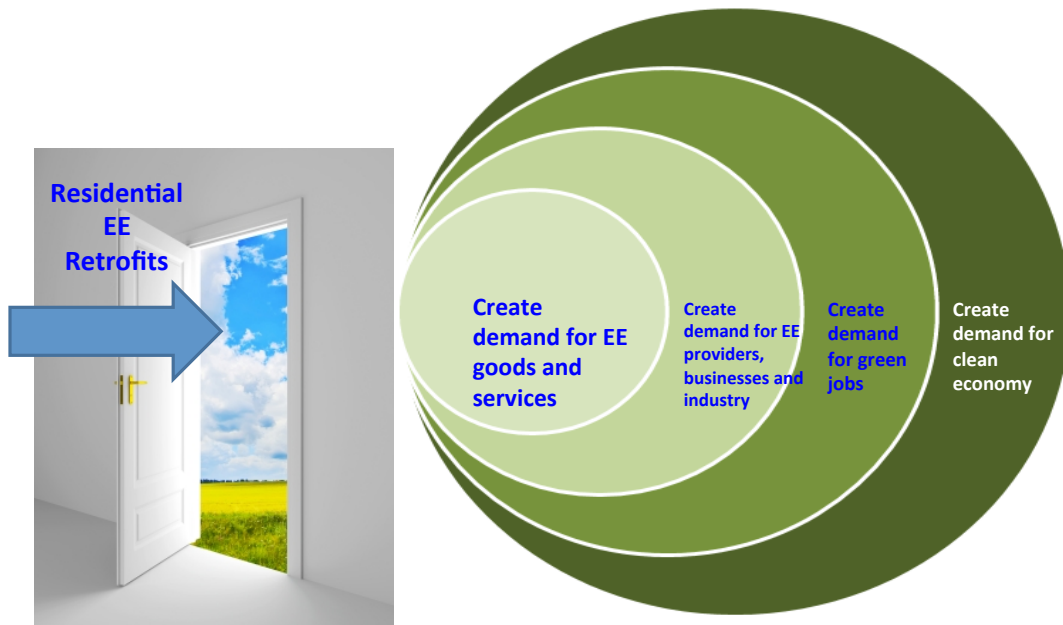 Residential
EE
Retrofits
Create
demand for EE
goods and
services
Create
demand for EE
providers,
businesses and
industry
Create
demand
for green
jobs
Create
demand for
clean
economy